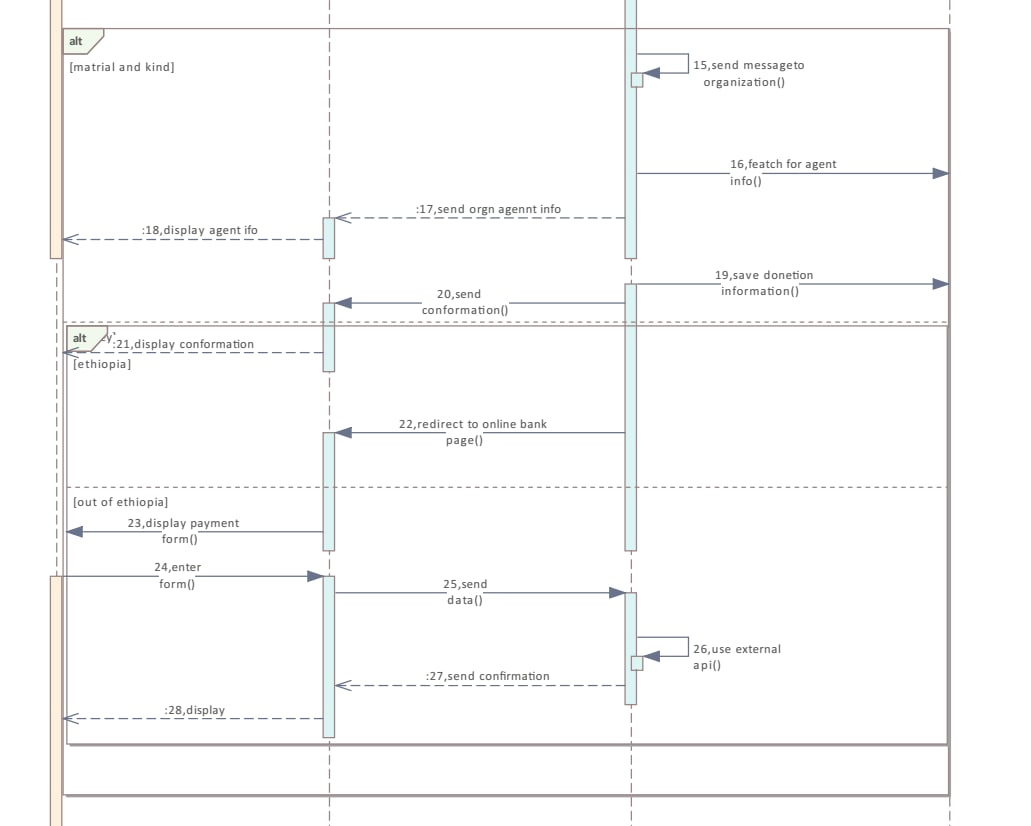 alt
[matrial and kind]
15,send messageto
organization()
16,featch for agent
info()
:17,send orgn agennt info
:18,display agent ifo
19,save donetion
information()
20,send
conformation()
alt
:21,display conformation
[ethiopia]
22,redirect to online bank
page()
[out of ethiopia]
23,display payment
form()
24,enter
form()
25,send
data()
26,use external
api()
:27,send confirmation
:28,display